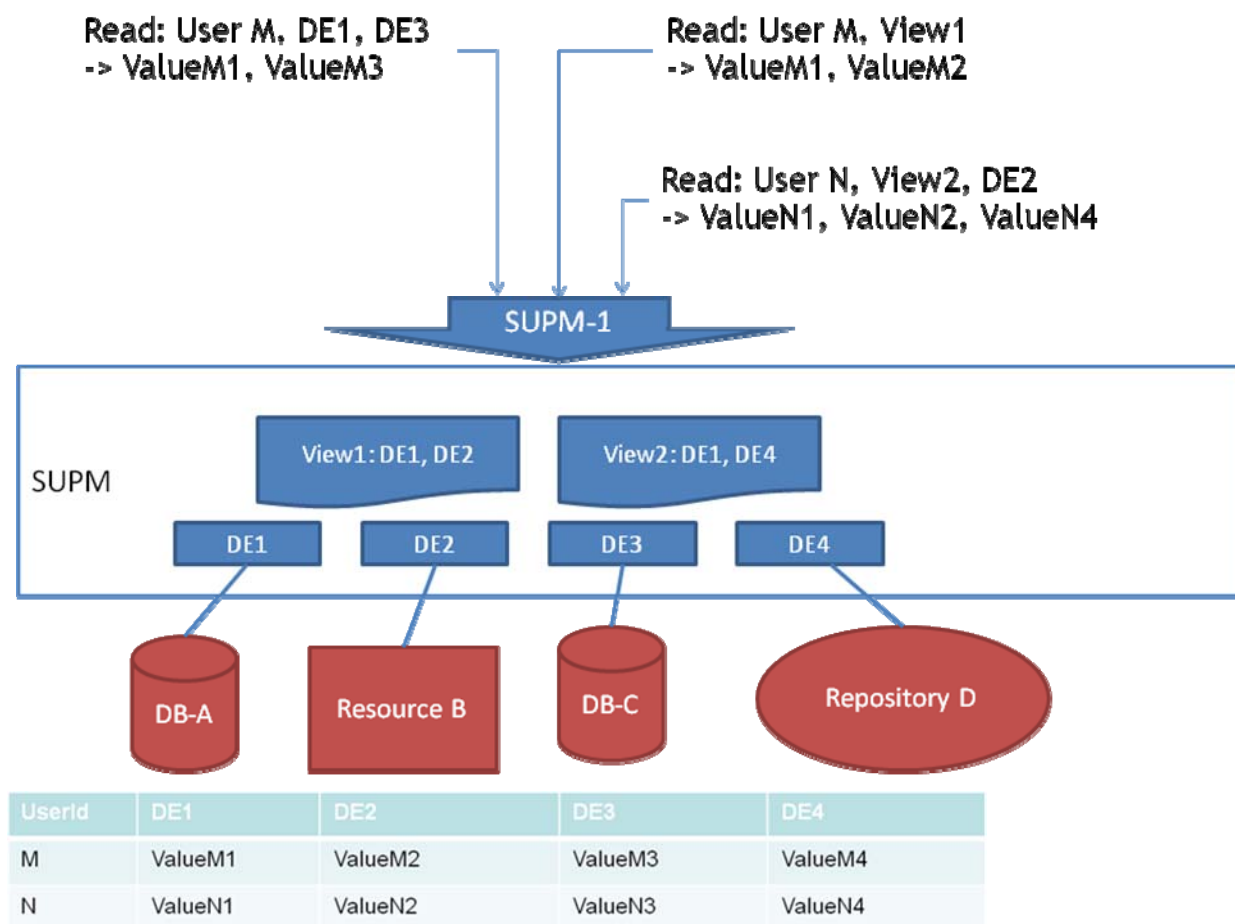 Read: User M, DE1, DE3
-> ValueM1, ValueM3
Read: User M, View1
-> ValueM1, ValueM2
Read: User N, View2, DE2
-> ValueN1, ValueN2, ValueN4
SUPM-1
SUPM
View1: DE1, DE2
View2: DE1, DE4
DE1
DE2
DE3
DE4
DB-A
Resource B
DB-C
Repository D
UserId DE1 DE2 DE3 DE4
M ValueM1 ValueM2 ValueM3 ValueM4
N ValueN1 ValueN2 ValueN3 ValueN4